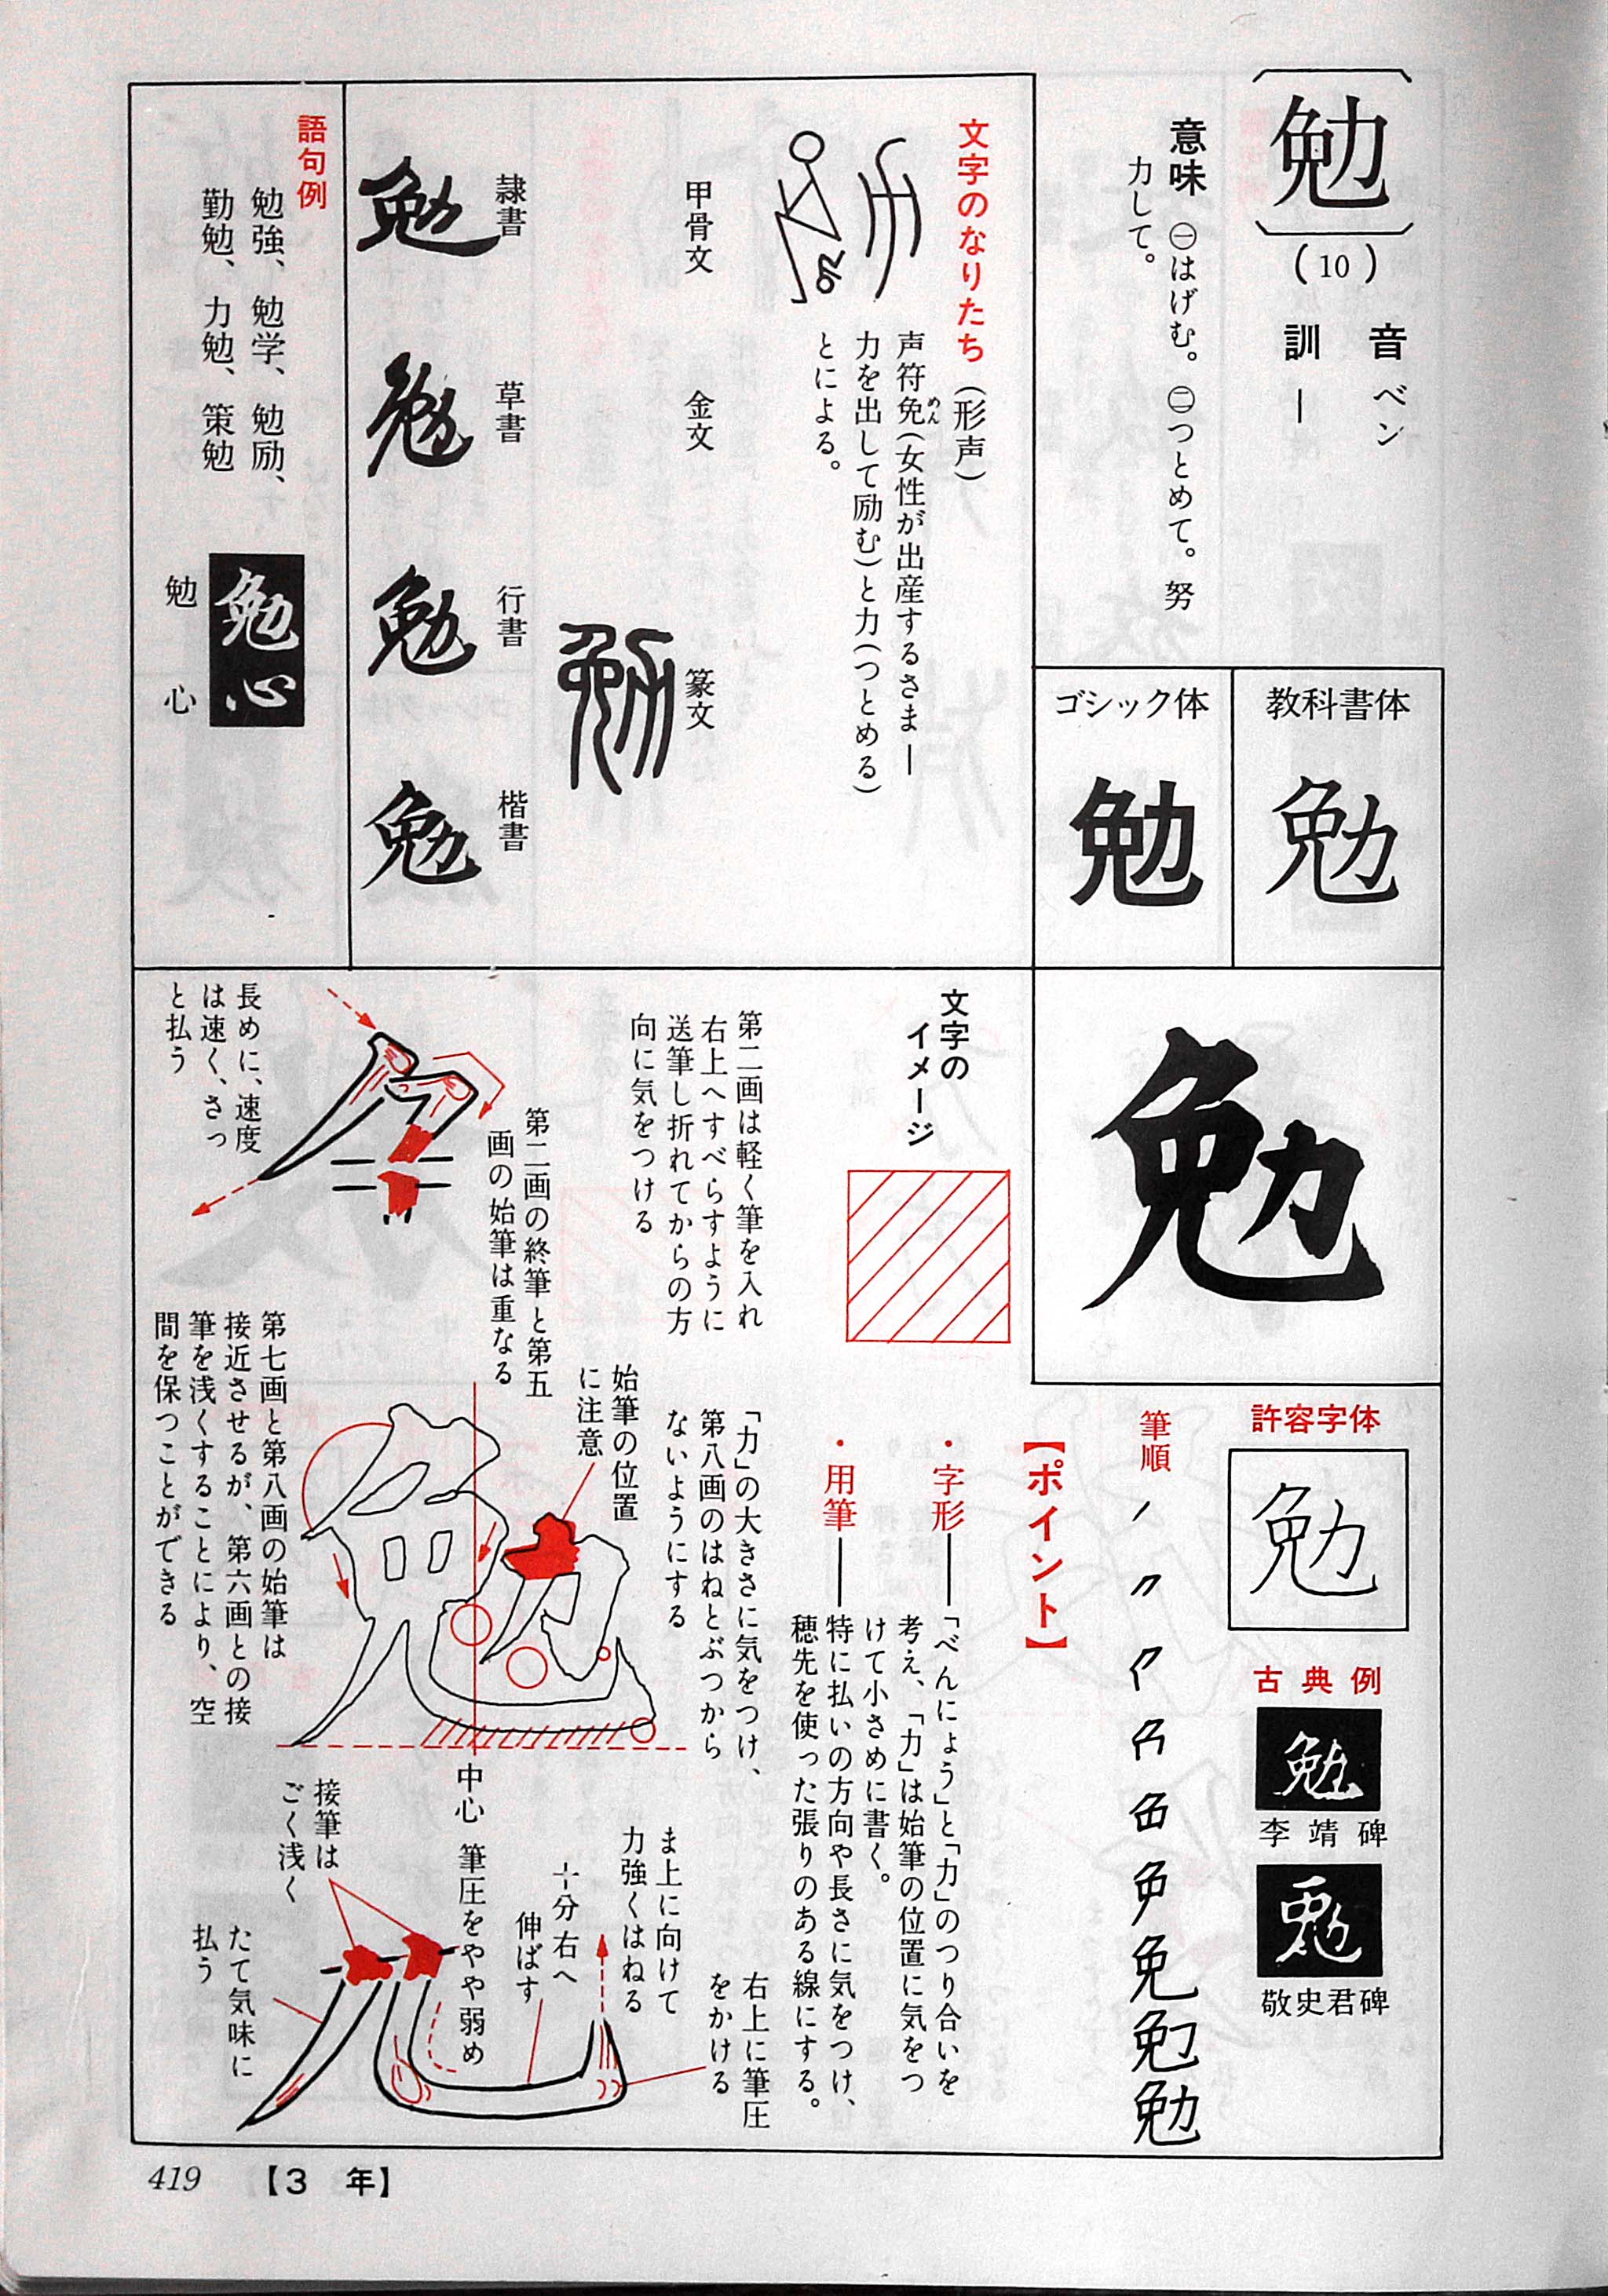 勉
(10)
音 ベン
訓 ー
意味 ㊀はげむ。㊁つとめて。努
力して。
教科書体
勉
ゴシック体
勉
文字のなりたち(形声)
声符免(女性が出産するさま―
めん
力を出して励む)と力(つとめる)
とによる。
甲骨文
金文
篆文
隷書
勉
草書
勉
行書
勉
楷書
勉
語句例
勉強、勉学、勉励、
勤勉、力勉、策勉
勉心
勉心
勉
許容字体
勉
古典例
勉
李靖碑
勉
敬史君碑
筆順
免
勉
【ポイント】
・字形――「べんにょう」と「力」のつり合いを
考え、「力」は始筆の位置に気をつ
けて小さめに書く。
・用筆――特に払いの方向や長さに気をつけ、
穂先を使った張りのある線にする。
文字の
イメージ
第二画は軽く筆を入れ
右上へすべらすように
送筆し折れてからの方
向に気をつける
第二画の終筆と第五
画の始筆は重なる
長めに、速度
は速く、さっ
と払う
「力」の大きさに気をつけ、
第八画のはねとぶつから
ないようにする
始筆の位置
に注意
第七画と第八画の始筆は
接近させるが、第六画との接
筆を浅くすることにより、空
間を保つことができる
中心
右上に筆圧
をかける
ま上に向けて
力強くはねる
十分右へ
伸ばす
筆圧をやや弱め
接筆は
ごく浅く
たて気味に
払う
419
【3 年】